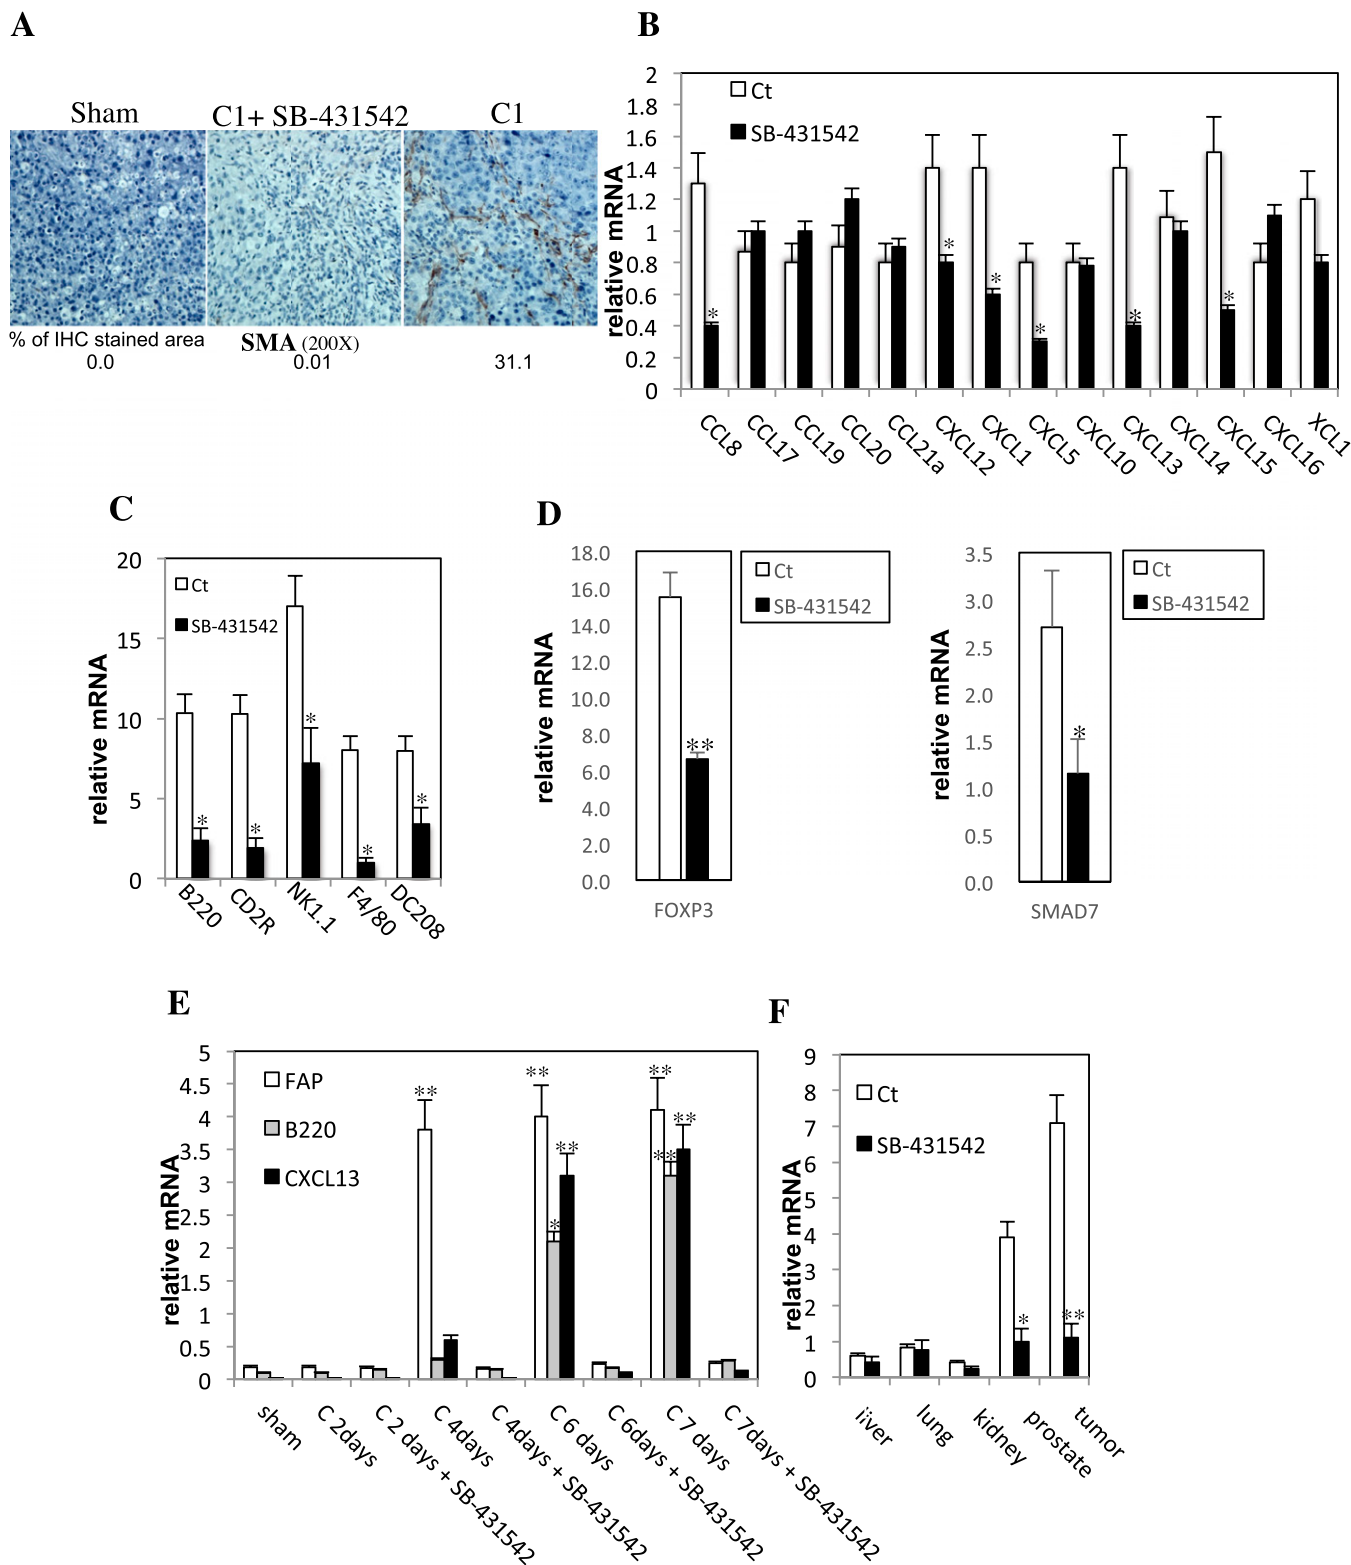 A
Sham
C1+ SB-431542
C1
% of IHC stained area
SMA (200X)
0.0
0.01
31.1
B
relative mRNA
2
1.8
1.6
1.4
1.2
1
0.8
0.6
0.4
0.2
0
Ct
SB-431542
*
*
*
*
*
*
CCL8
CCL17
CCL19
CCL20
CCL21a
CXCL12
CXCL1
CXCL5
CXCL10
CXCL13
CXCL14
CXCL15
CXCL16
XCL1
C
relative mRNA
20
15
10
5
0
Ct
SB-431542
*
*
*
*
*
B220
CD2R
NK1.1
F4/80
DC208
D
relative mRNA
18.0
16.0
14.0
12.0
10.0
8.0
6.0
4.0
2.0
0.0
**
FOXP3
Ct
SB-431542
relative mRNA
3.5
3.0
2.5
2.0
1.5
1.0
0.5
0.0
*
SMAD7
Ct
SB-431542
E
relative mRNA
5
4.5
4
3.5
3
2.5
2
1.5
1
0.5
0
FAP
B220
CXCL13
**
**
*
**
**
**
**
sham
C 2days
C 2 days + SB-431542
C 4days
C 4days + SB-431542
C 6 days
C 6days + SB-431542
C 7 days
C 7days + SB-431542
F
relative mRNA
9
8
7
6
5
4
3
2
1
0
Ct
SB-431542
*
**
iiver
lung
kidney
prostate
tumor